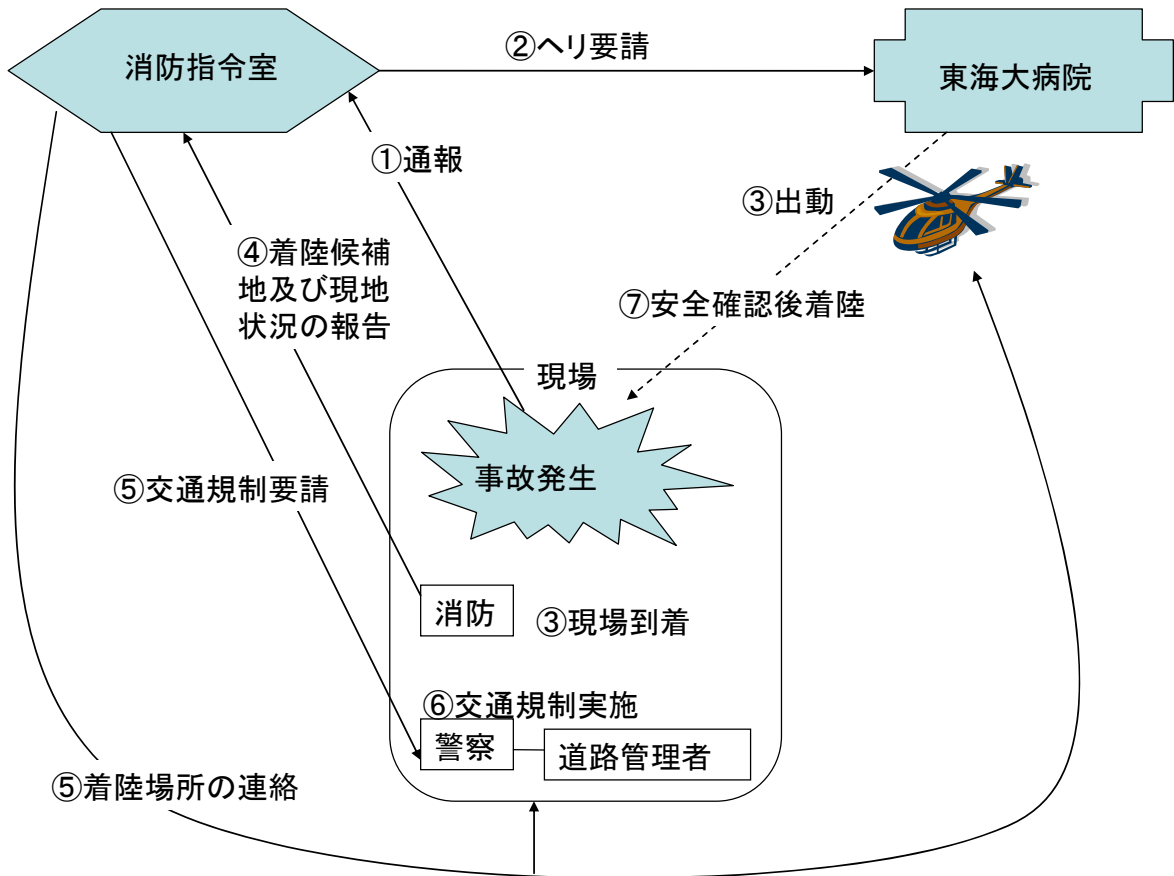 消防指令室
②ヘリ要請
東海大病院
①通報
③出動
④着陸候補
地及び現地
状況の報告
⑦安全確認後着陸
現場
事故発生
⑤交通規制要請
消防
③現場到着
⑥交通規制実施
警察
道路管理者
⑤着陸場所の連絡